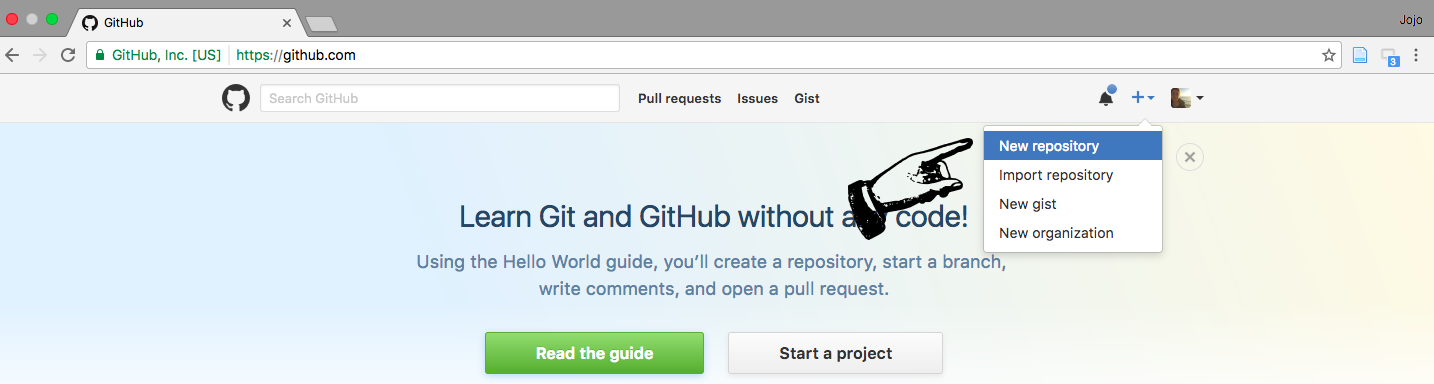 GitHub
Jojo
GitHub, Inc. [US]
https://github.com
3
Search GitHub
Pull requests
Issues
Gist
New repository
Import repository
New gist
New organization
Learn Git and GitHub without a code!
Using the Hello World guide, you’ll create a repository, start a branch,
write comments, and open a pull request.
Read the guide
Start a project